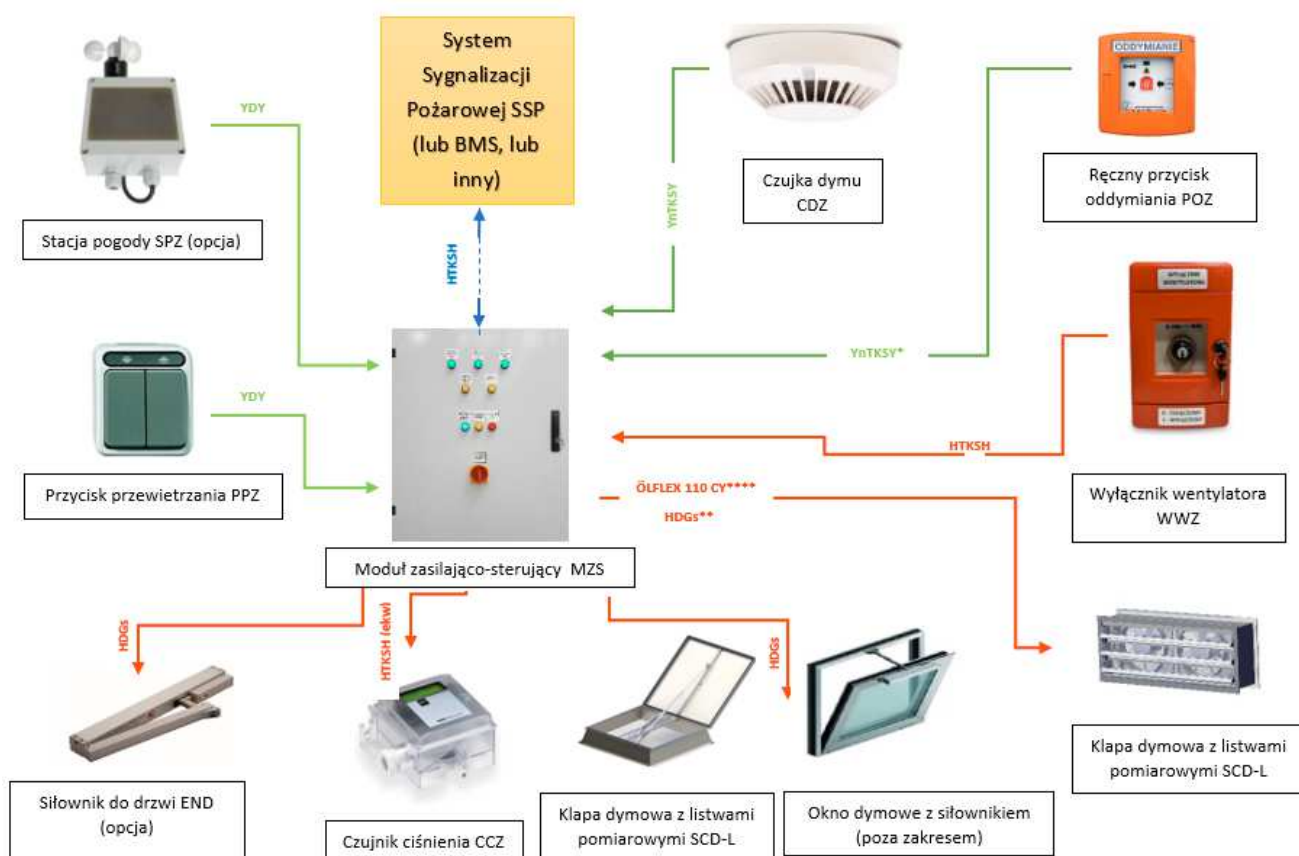 System
Sygnalizacji
Pożarowej SSP
(lub BMS, lub
inny)
ODDYMIANIE
YDY
YnTKSY
Stacja pogody SPZ (opcja)
Czujka dymu
CDZ
Ręczny przycisk
oddymiania POZ
HTKSH
WYŁĄCZNIK
WENTYLATORA
YnTKSY*
YDY
HTKSH
Przycisk przewietrzania PPZ
ÖLFLEX 110 CY****
HDGs**
Wyłącznik wentylatora
WWZ
Moduł zasilająco-sterujący MZS
HDGs
HTKSH (ekw)
HDGs
Siłownik do drzwi END
(opcja)
Czujnik ciśnienia CCZ
Klapa dymowa z listwami
pomiarowymi SCD-L
Okno dymowe z siłownikiem
(poza zakresem)
Klapa dymowa z listwami
pomiarowymi SCD-L